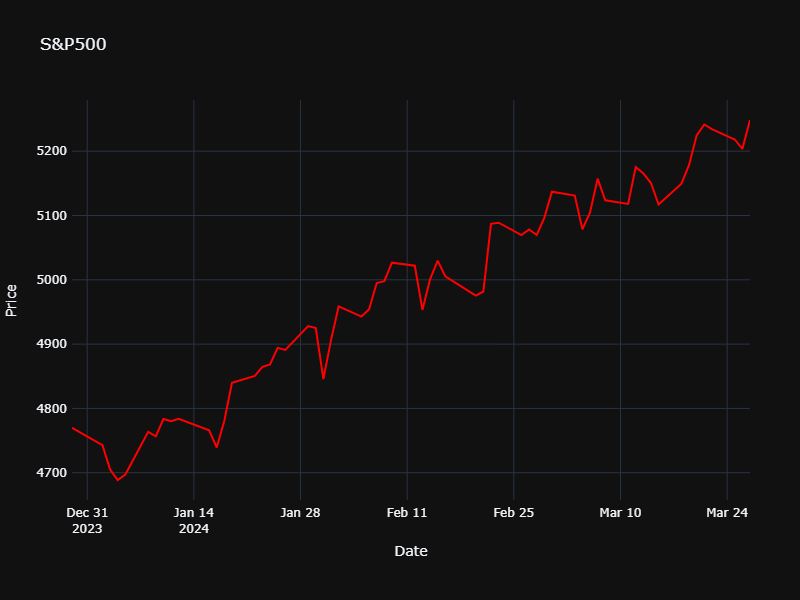 S&P500
Price
5200
5100
5000
4900
4800
4700
Dec 31
2023
Jan 14
2024
Jan 28
Feb 11
Feb 25
Mar 10
Mar 24
Date